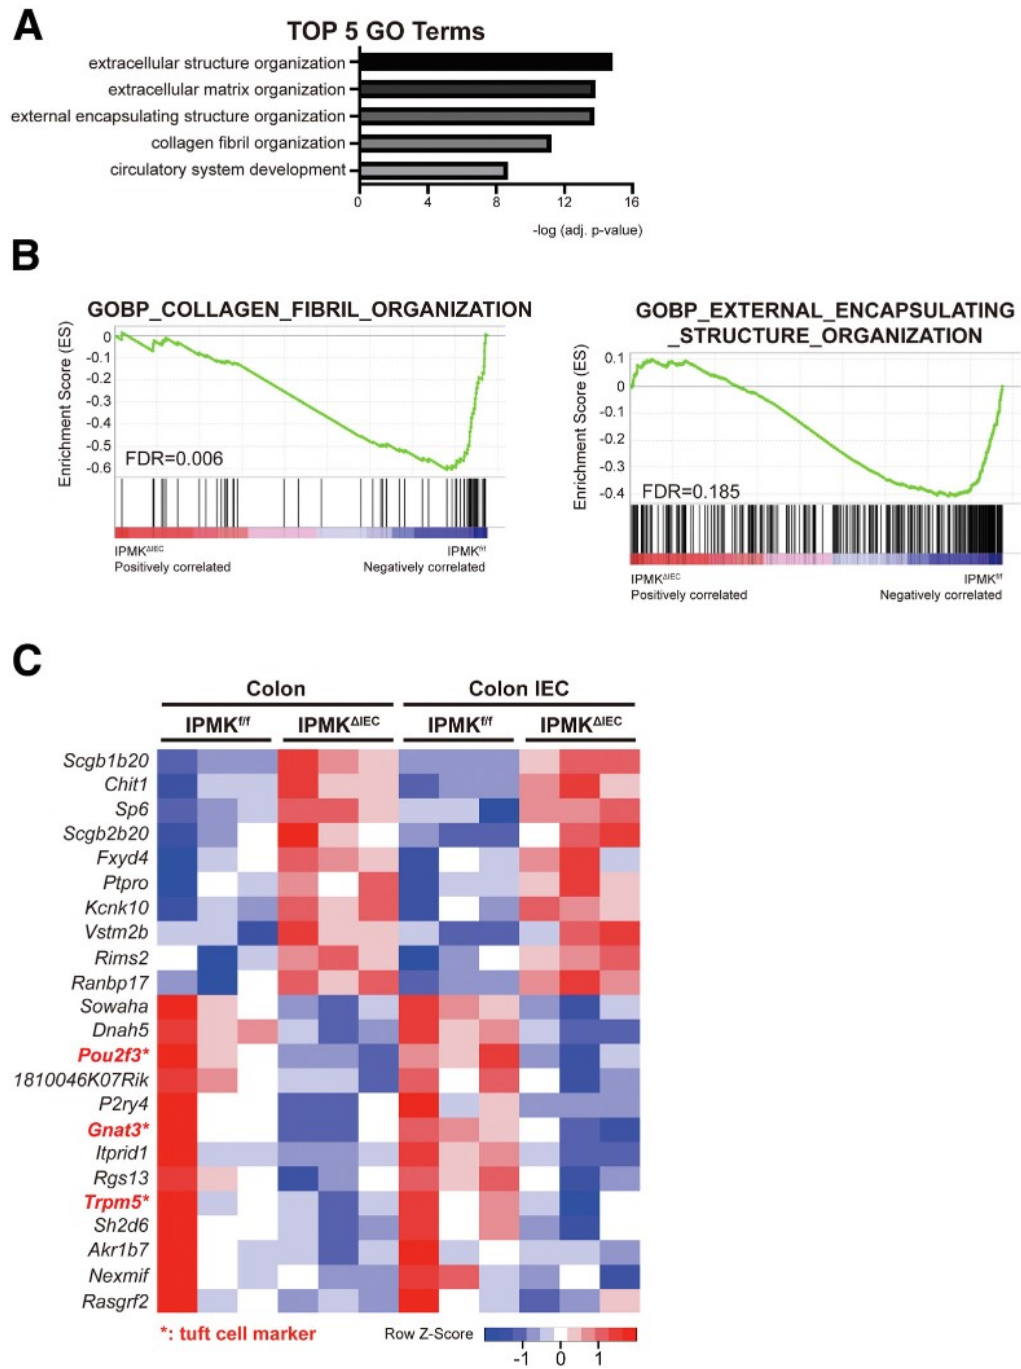 A
TOP 5 GO Terms
extracellular structure organization
extracellular matrix organization
external encapsulating structure organization
collagen fibril organization
circulatory system development
0 4 8 12 16
-log (adj. p-value)
B
GOBP_COLLAGEN_FIBRIL_ORGANIZATION
Enrichment Score (ES)
0
-0.1
-0.2
-0.3
-0.4
-0.5
-0.6
FDR=0.006
IPMKΔIEC IPMKf/f
Positively correlated Negatively correlated
GOBP_EXTERNAL_ENCAPSULATING
_STRUCTURE_ORGANIZATION
Enrichment Score (ES)
0.1
0
-0.1
-0.2
-0.3
-0.4
FDR=0.185
IPMKΔIEC IPMKf/f
Positively correlated Negatively correlated
C
Colon Colon IEC
IPMKf/f IPMKΔIEC IPMKf/f IPMKΔIEC
Scgb1b20
Chit1
Sp6
Scgb2b20
Fxyd4
Ptpro
Kcnk10
Vstm2b
Rims2
Ranbp17
Sowaha
Dnah5
Pou2f3*
1810046K07Rik
P2ry4
Gnat3*
Itprid1
Rgs13
Trpm5*
Sh2d6
Akr1b7
Nexmif
Rasgrf2
*: tuft cell marker
Row Z-Score
-1 0 1